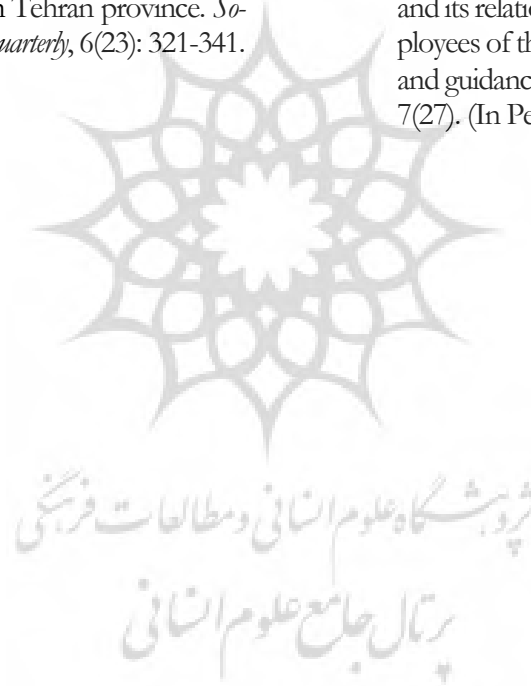 n Tehran province. So-
uarterly, 6(23): 321-341.
and its relation
ployees of th
and guidanc
7(27). (In Pe
پژوهشگاه علوم انسانی و مطالعات فرهنگی
پرتال جامع علوم انسانی